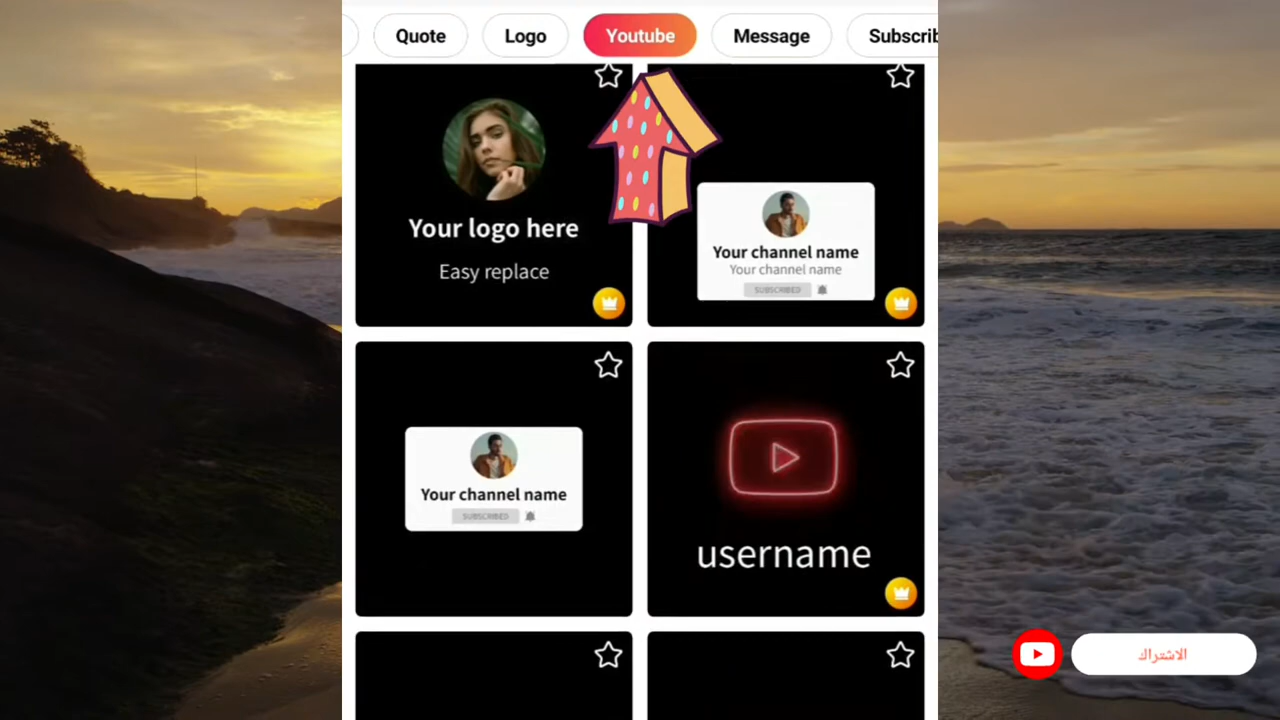 Quote
Logo
Youtube
Message
Subscrib
Your logo here
Easy replace
Your channel name
Your channel name
SUBSCRIBED
Your channel name
SUBSCRIBED
username
الاشتراك